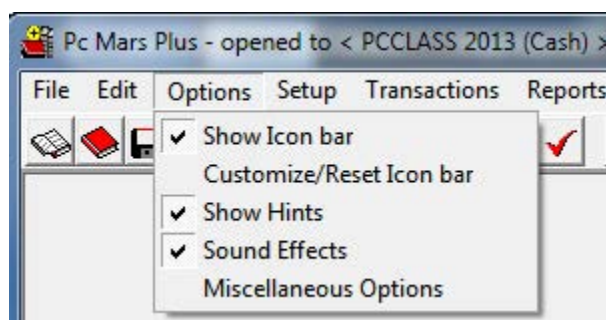 Pc Mars Plus - opened to < PCCLASS 2013 (Cash) >
File Edit Options Setup Transactions Reports
Show Icon bar
Customize/Reset Icon bar
Show Hints
Sound Effects
Miscellaneous Options